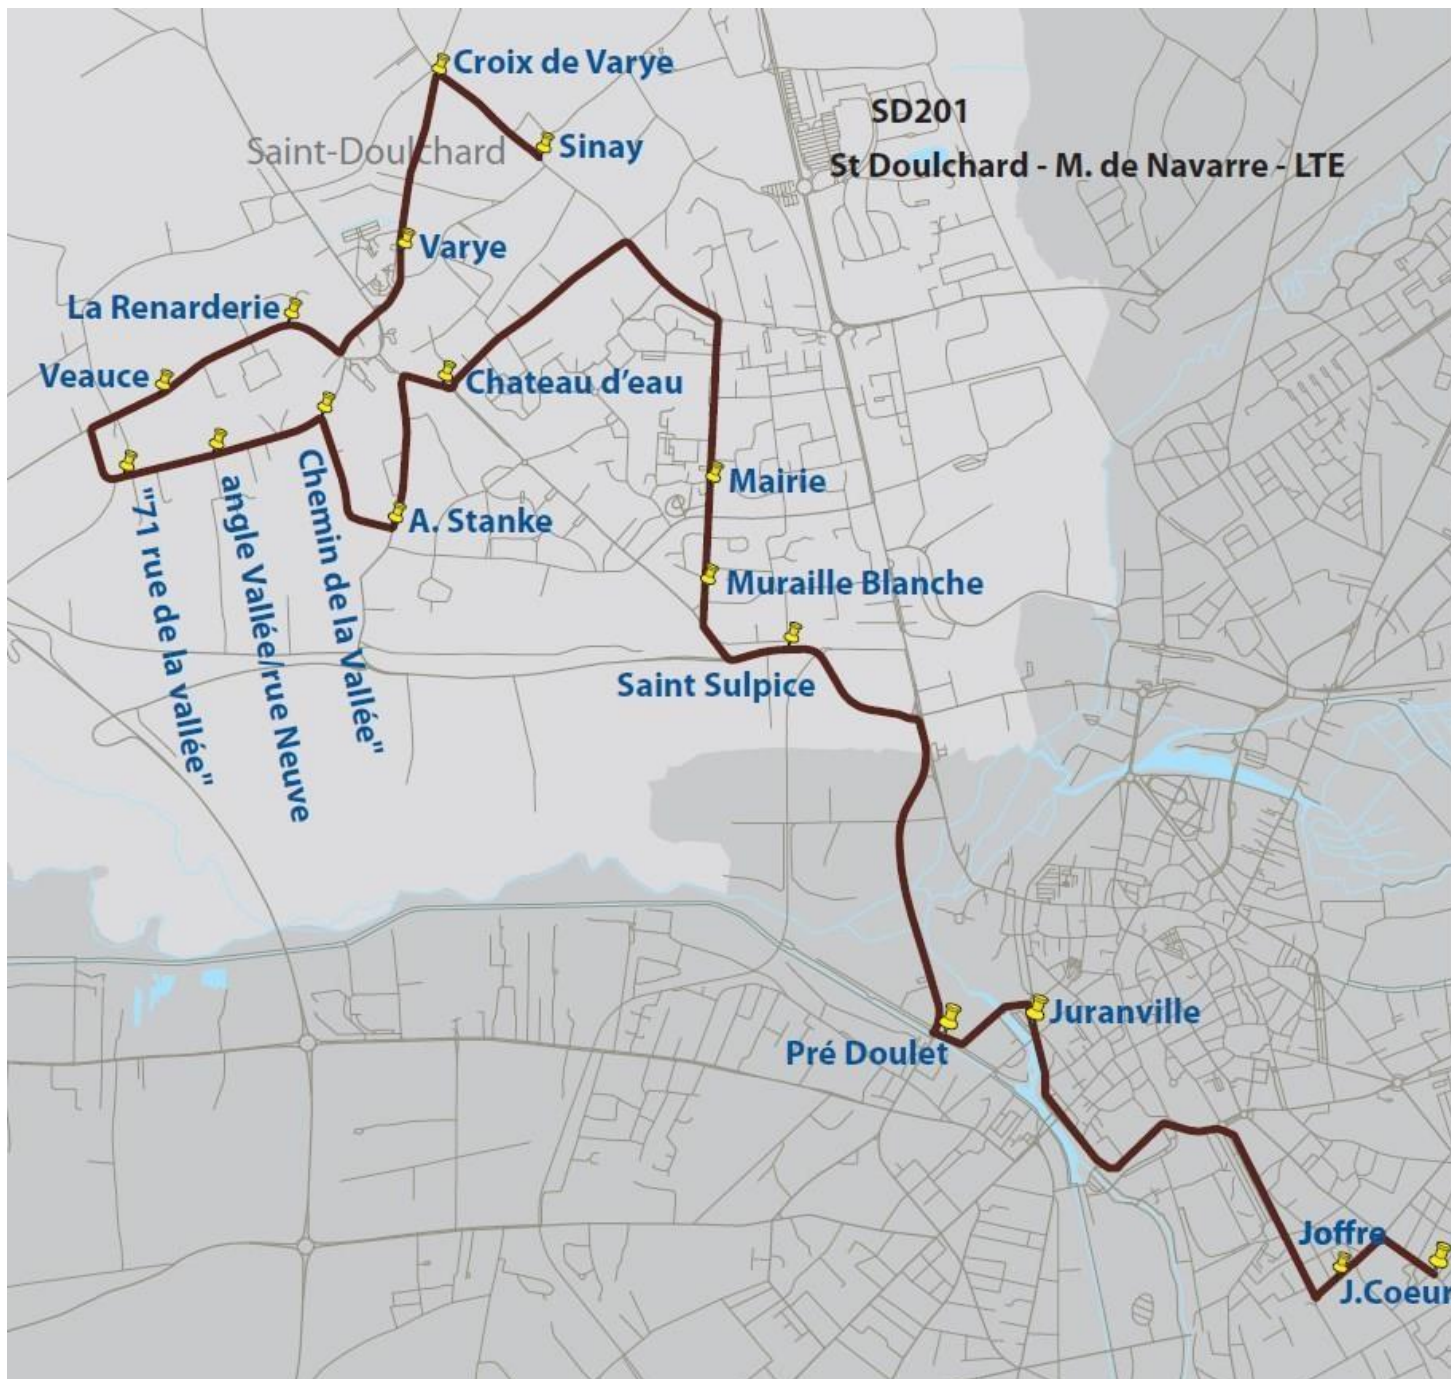 Croix de Varye
SD201
Sinay
Saint-Doulchard
St Doulchard - M. de Navarre - LTE
Varye
La Renarderie
Veauce
Chateau d'eau
Mairie
"71 rue de la vallée"
angle Vallée/rue Neuve
Chemin de la Vallée"
A. Stanke
Muraille Blanche
Saint Sulpice
Juranville
Pré Doulet
Joffre
J.Coeur